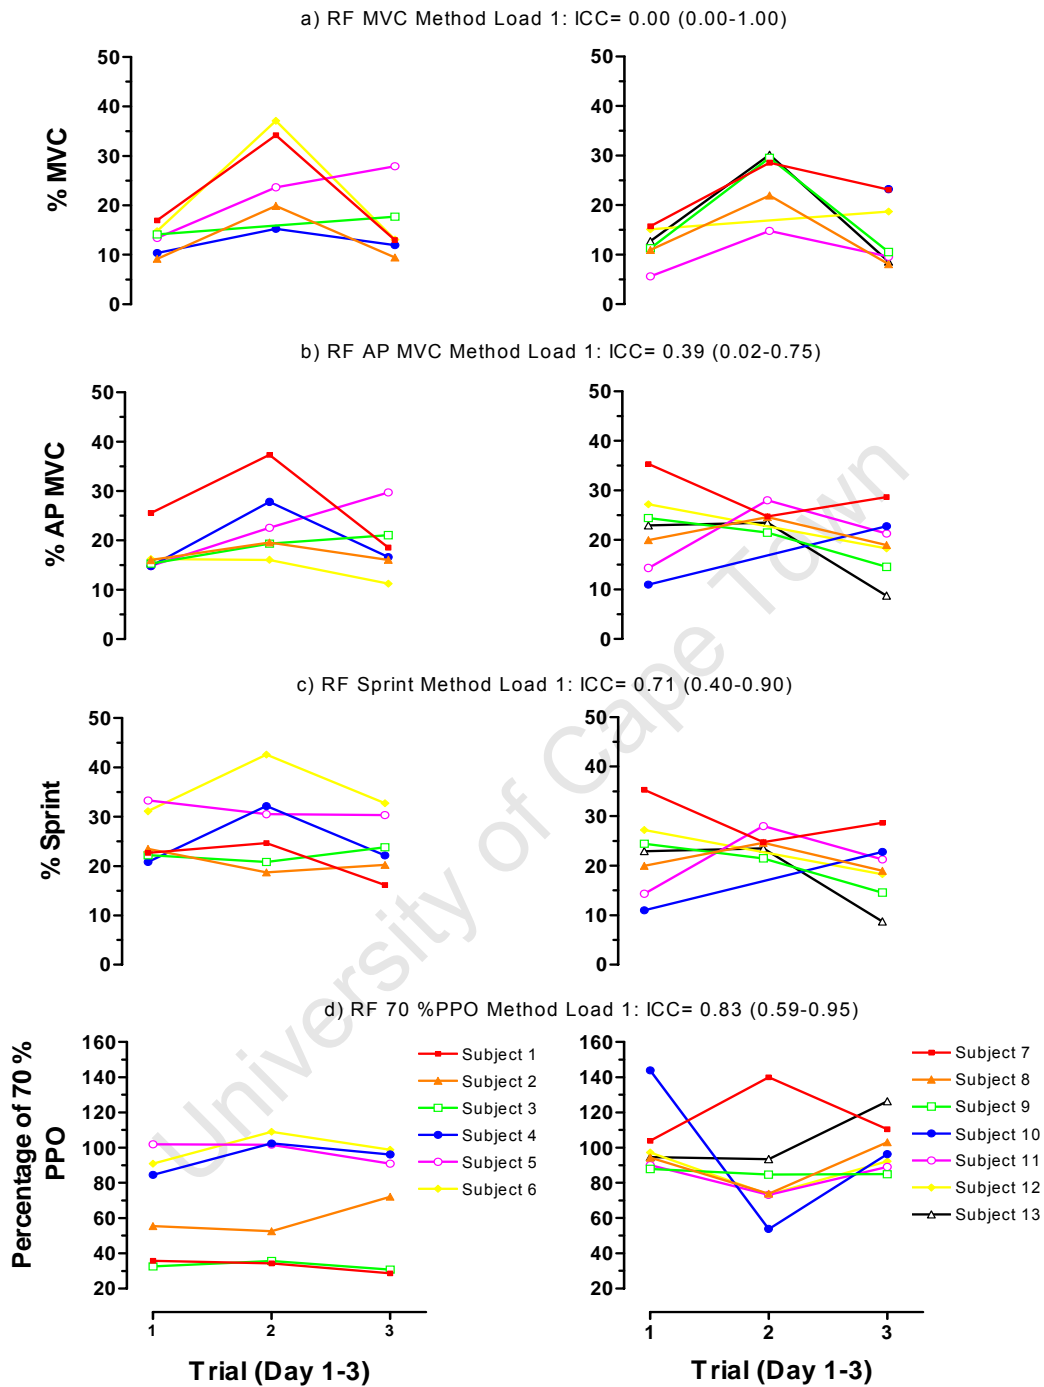 a) RF MVC Method Load 1: ICC= 0.00 (0.00-1.00)
% MVC
50
40
30
20
10
0
50
40
30
20
10
0
b) RF AP MVC Method Load 1: ICC= 0.39 (0.02-0.75)
% AP MVC
50
40
30
20
10
0
50
40
30
20
10
0
c) RF Sprint Method Load 1: ICC= 0.71 (0.40-0.90)
% Sprint
50
40
30
20
10
0
50
40
30
20
10
0
d) RF 70 %PPO Method Load 1: ICC= 0.83 (0.59-0.95)
Percentage of 70 %
PPO
160
140
120
100
80
60
40
20
Subject 1
Subject 2
Subject 3
Subject 4
Subject 5
Subject 6
160
140
120
100
80
60
40
20
Subject 7
Subject 8
Subject 9
Subject 10
Subject 11
Subject 12
Subject 13
1 2 3
1 2 3
Trial (Day 1-3)
Trial (Day 1-3)
University of Cape Town